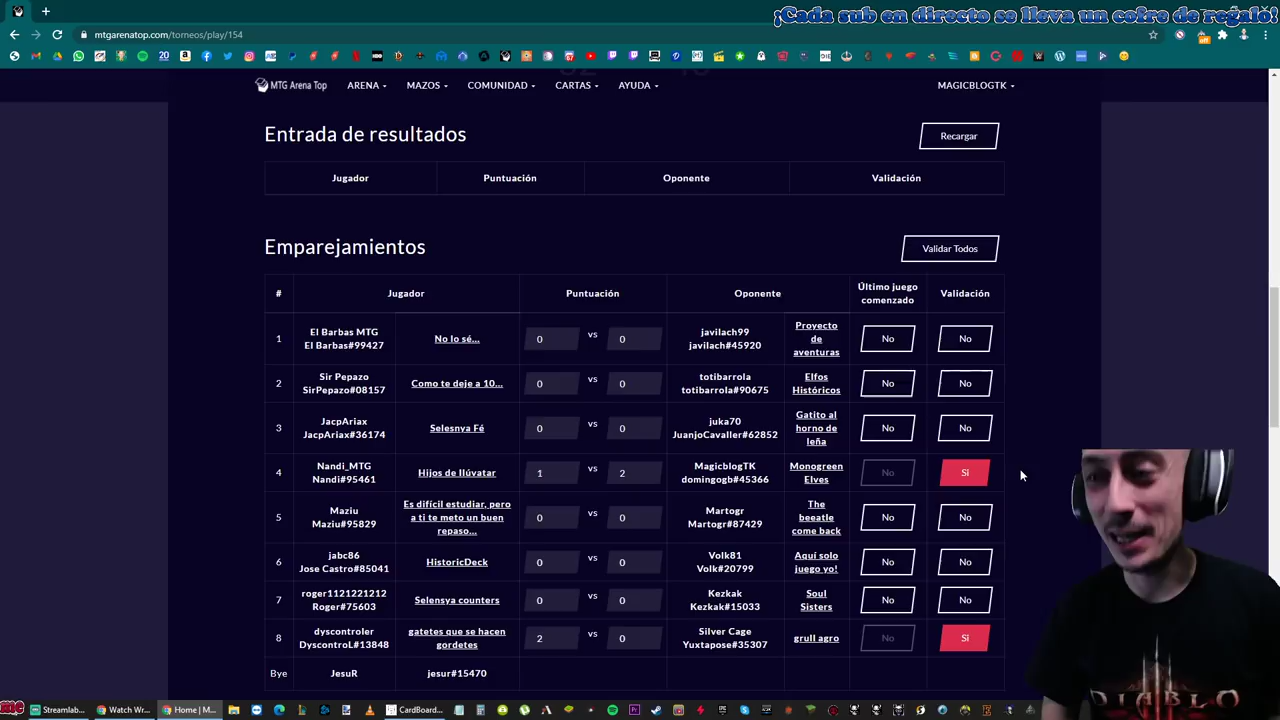 ¡Cada sub en directo se lleva un cofre de regalo!
mtgarenatop.com/torneos/play/154
MTG Arena Top ARENA MAZOS COMUNIDAD CARTAS AYUDA MAGICBLOGTK
Entrada de resultados Recargar
Jugador Puntuación Oponente Validación
Emparejamientos Validar Todos
# Jugador Puntuación Oponente Último juego comenzado Validación
1 El Barbas MTG El Barbas#99427 No lo sé... 0 vs 0 javilach99 javilach#45920 Proyecto de aventuras No No
2 Sir Pepazo SirPepazo#08157 Como te deje a 10... 0 vs 0 totibarrola totibarrola#90675 Elfos Históricos No No
3 JacpAriax JacpAriax#36174 Selesnya Fé 0 vs 0 juka70 JuanjoCavaller#62852 Gatito al horno de leña No No
4 Nandi_MTG Nandi#95461 Hijos de Ilúvatar 1 vs 2 MagicblogTK domingogb#45366 Monogreen Elves No Si
5 Maziu Maziu#95829 Es difícil estudiar, pero a ti te meto un buen repaso... 0 vs 0 Martogr Martogr#87429 The beeatle come back No No
6 jabc86 Jose Castro#85041 HistoricDeck 0 vs 0 Volk81 Volk#20799 Aquí solo juego yo! No No
7 roger1121221212 Roger#75603 Selensya counters 0 vs 0 Kezkak Kezkak#15033 Soul Sisters No No
8 dyscontroler DyscontroL#13848 gatetes que se hacen gordetes 2 vs 0 Silver Cage Yuxtapose#35307 grull agro No Si
Bye JesuR jesur#15470
DIABLO
Streamlab... Watch Wr... Home | M... CardBoard...